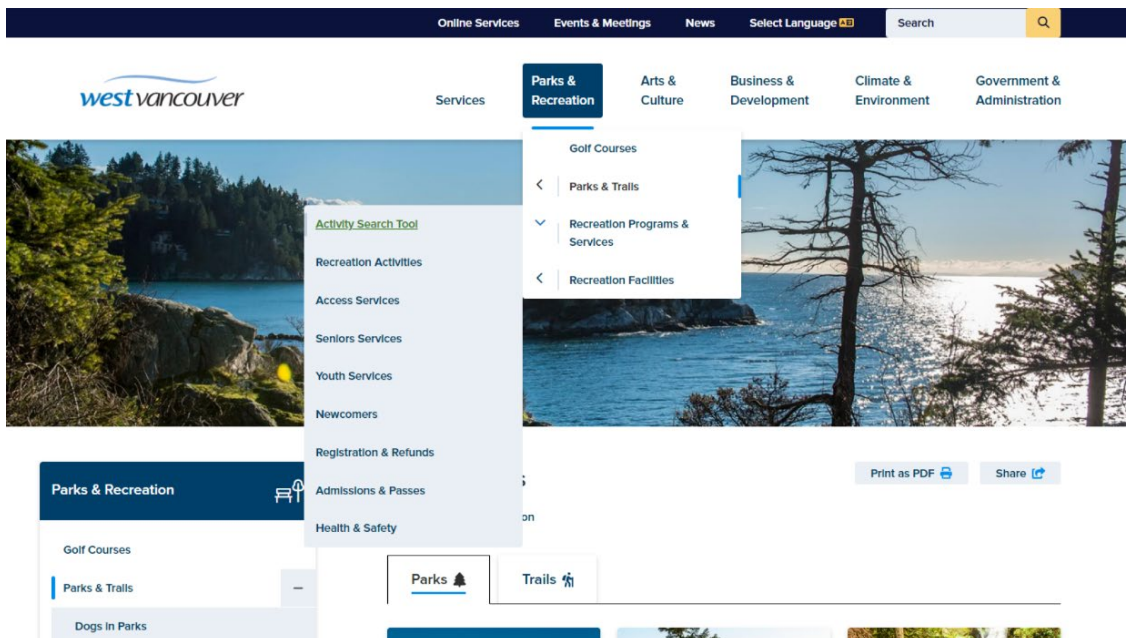 Online Services Events & Meetings News Select Language Search
west vancouver
Services
Parks &
Recreation
Arts &
Culture
Business &
Development
Climate &
Environment
Government &
Administration
Golf Courses
Parks & Trails
Recreation Programs &
Services
Recreation Facilities
Activity Search Tool
Recreation Activities
Access Services
Seniors Services
Youth Services
Newcomers
Registration & Refunds
Admissions & Passes
Health & Safety
Print as PDF Share
Parks & Recreation
Golf Courses
Parks & Trails
Dogs in Parks
Parks Trails